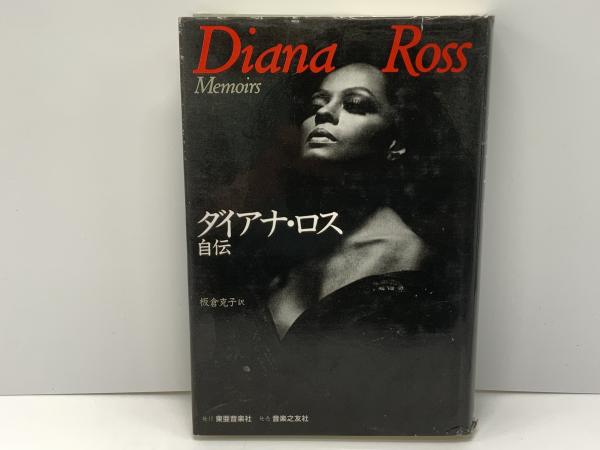 Diana Ross
Memoirs
ダイアナ・ロス
自伝
板倉克子訳
発行 東亜音楽社 発売 音楽之友社